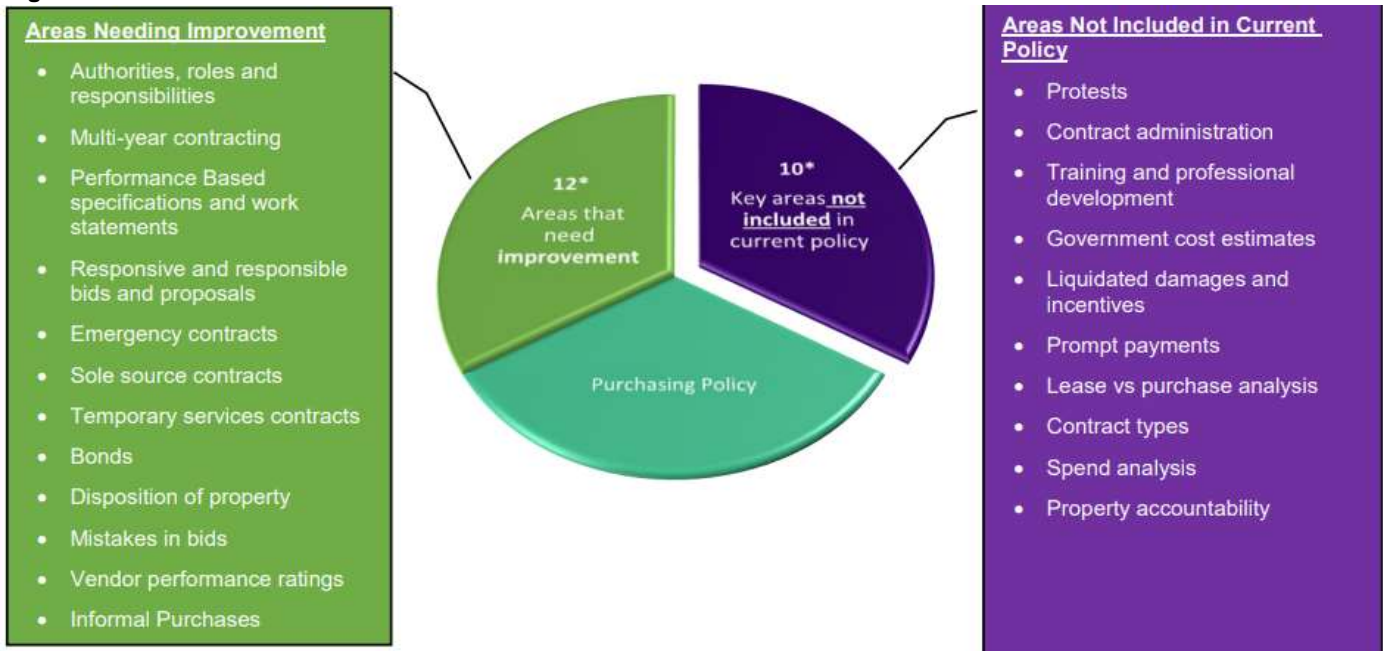 Areas Needing Improvement
• Authorities, roles and
responsibilities
• Multi-year contracting
• Performance Based
specifications and work
statements
• Responsive and responsible
bids and proposals
• Emergency contracts
• Sole source contracts
• Temporary services contracts
• Bonds
• Disposition of property
• Mistakes in bids
• Vendor performance ratings
• Informal Purchases
12*
Areas that
need
improvement
10*
Key areas not
included in
current policy
Purchasing Policy
Areas Not Included in Current
Policy
• Protests
• Contract administration
• Training and professional
development
• Government cost estimates
• Liquidated damages and
incentives
• Prompt payments
• Lease vs purchase analysis
• Contract types
• Spend analysis
• Property accountability